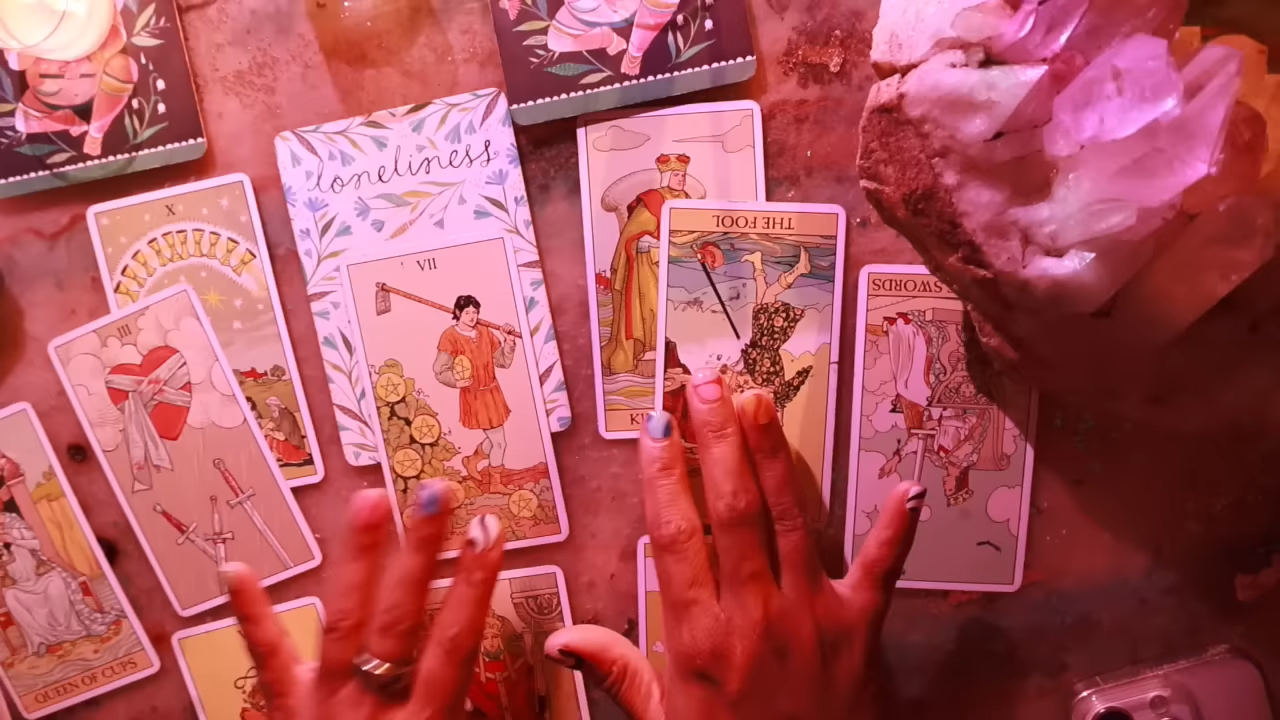 loneliness
X
THE FOOL
VII
SWORDS
III
KI
QUEEN OF CUPS